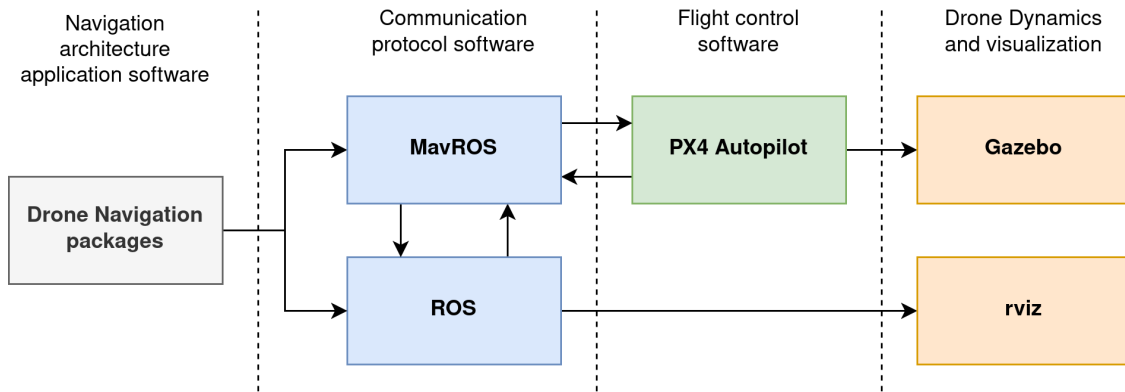 Navigation
architecture
application software
Communication
protocol software
Flight control
software
Drone Dynamics
and visualization
MavROS
PX4 Autopilot
Gazebo
Drone Navigation
packages
ROS
rviz